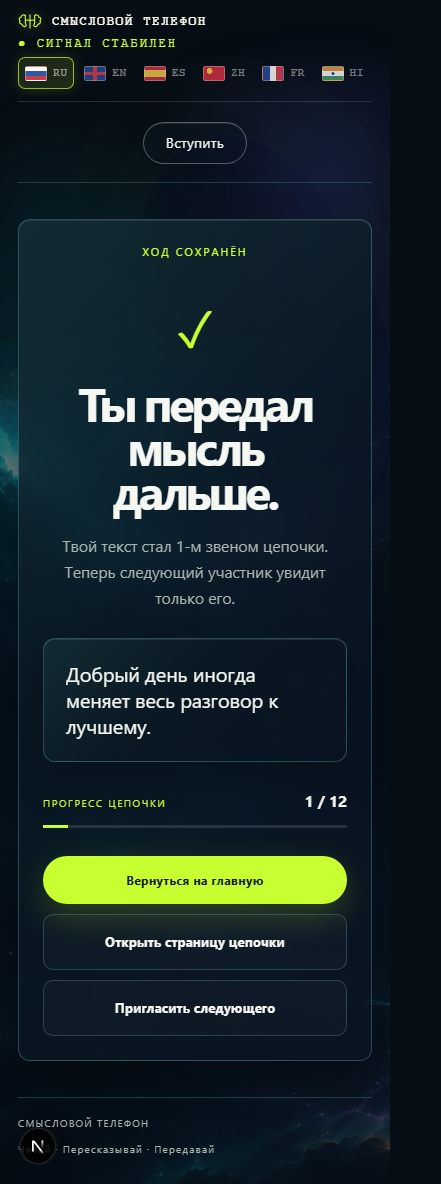 СМЫСЛОВОЙ ТЕЛЕФОН
СИГНАЛ СТАБИЛЕН
RU EN ES ZH FR HI
Вступить
ХОД СОХРАНЁН
Ты передал
мысль
дальше.
Твой текст стал 1-м звеном цепочки.
Теперь следующий участник увидит
только его.
Добрый день иногда
меняет весь разговор к
лучшему.
ПРОГРЕСС ЦЕПОЧКИ 1 / 12
Вернуться на главную
Открыть страницу цепочки
Пригласить следующего
СМЫСЛОВОЙ ТЕЛЕФОН
N · Пересказывай · Передавай